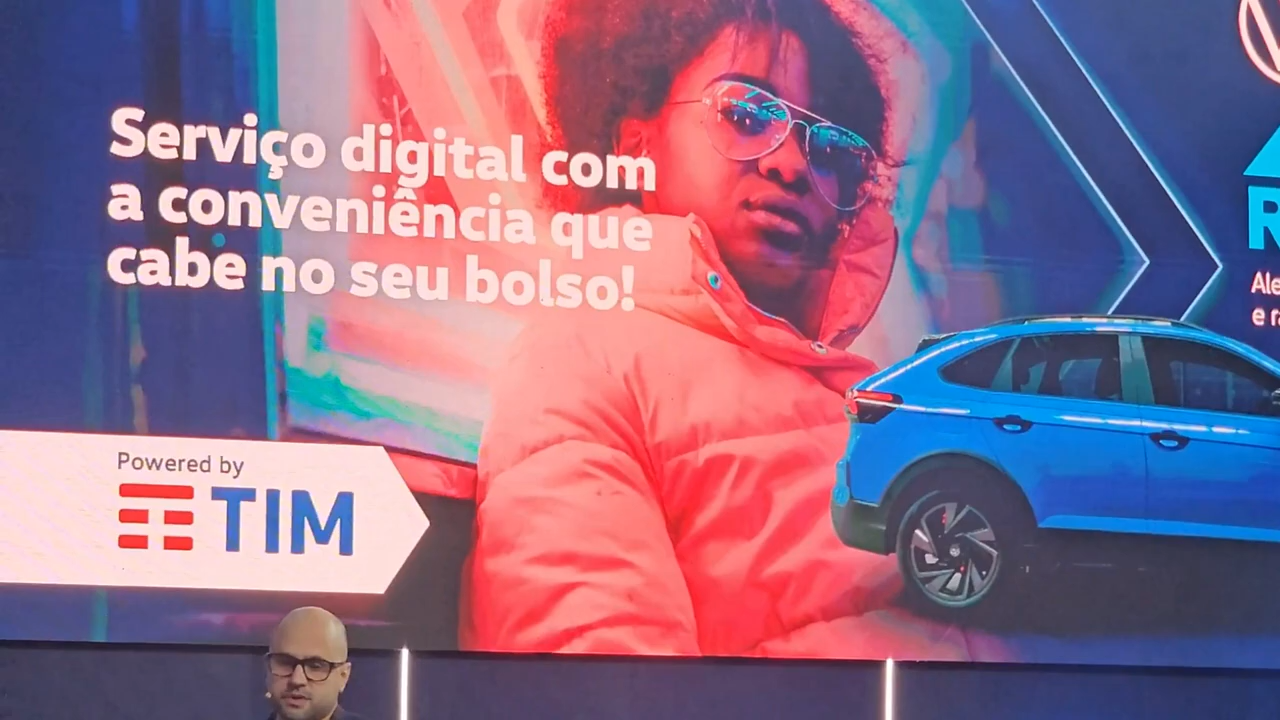 Serviço digital com
a conveniência que
cabe no seu bolso!
Powered by
TIM